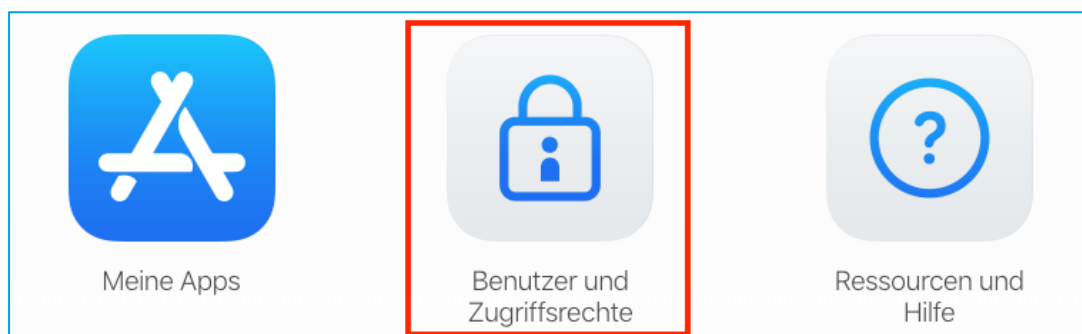 Meine Apps
Benutzer und
Zugriffsrechte
Ressourcen und
Hilfe